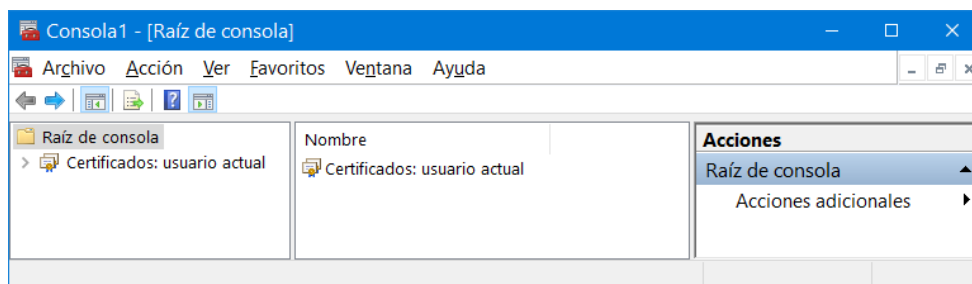 Consola1 - [Raíz de consola]
Archivo Acción Ver Favoritos Ventana Ayuda
Raíz de consola
Certificados: usuario actual
Nombre
Certificados: usuario actual
Acciones
Raíz de consola
Acciones adicionales